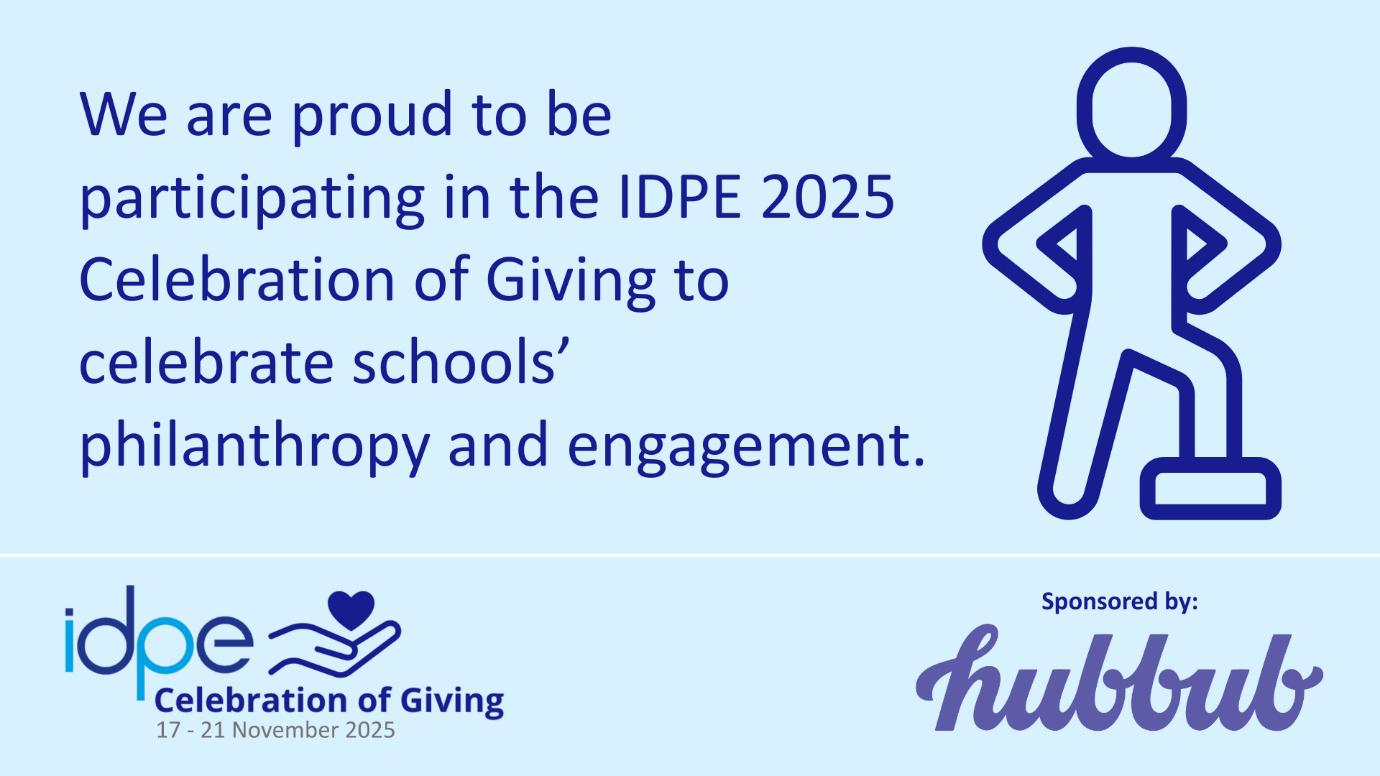 We are proud to be
participating in the IDPE 2025
Celebration of Giving to
celebrate schools’
philanthropy and engagement.
idpe
Celebration of Giving
17 - 21 November 2025
Sponsored by:
hubbub